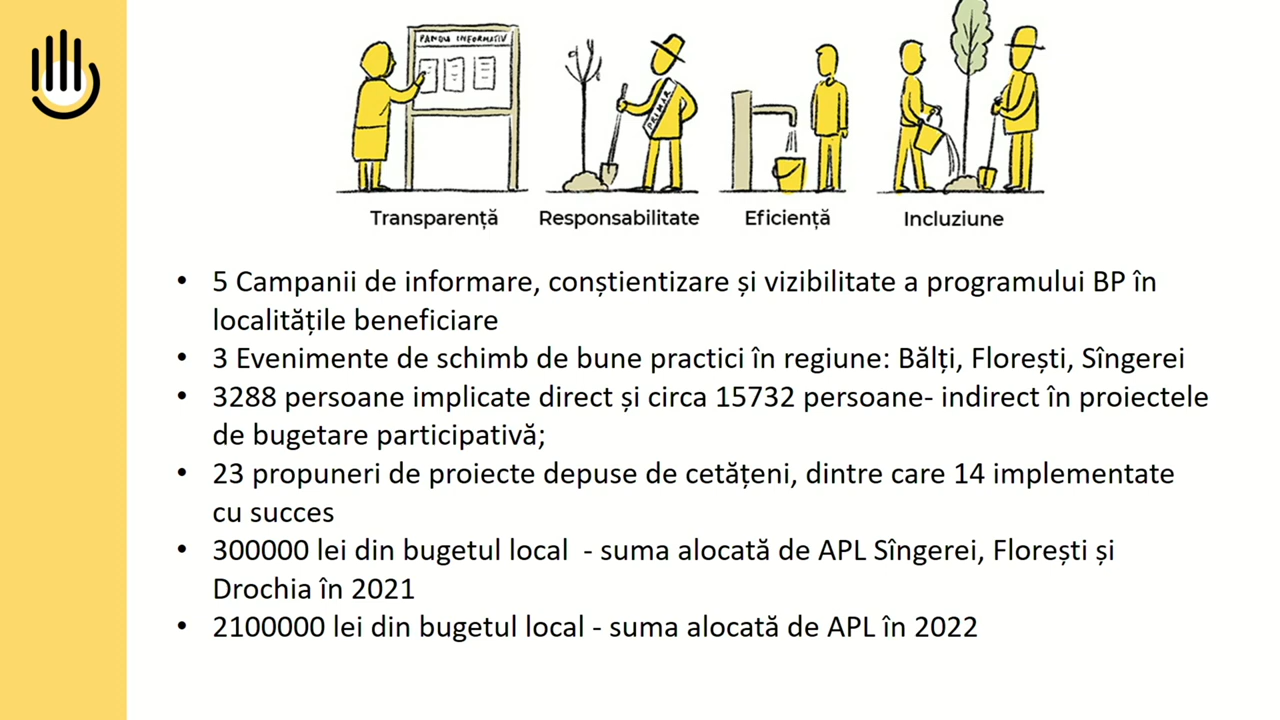 PANOU INFORMATIV
PRIMAR
Transparență
Responsabilitate
Eficiență
Incluziune
• 5 Campanii de informare, conștientizare și vizibilitate a programului BP în
localitățile beneficiare
• 3 Evenimente de schimb de bune practici în regiune: Bălți, Florești, Sîngerei
• 3288 persoane implicate direct și circa 15732 persoane- indirect în proiectele
de bugetare participativă;
• 23 propuneri de proiecte depuse de cetățeni, dintre care 14 implementate
cu succes
• 300000 lei din bugetul local - suma alocată de APL Sîngerei, Florești și
Drochia în 2021
• 2100000 lei din bugetul local - suma alocată de APL în 2022